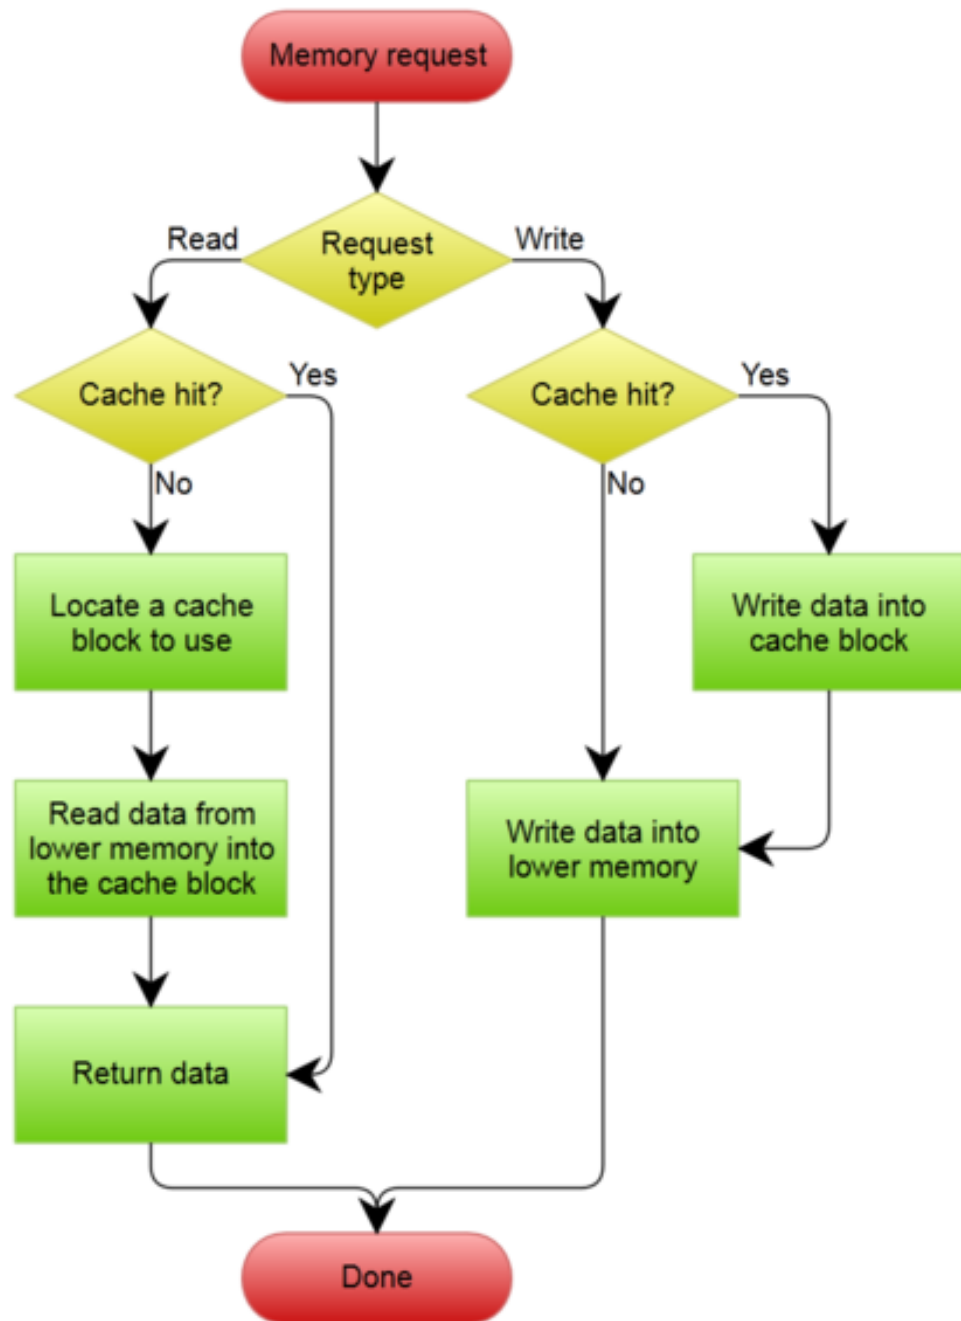 Memory request
Read
Request
type
Write
Cache hit?
Yes
Cache hit?
Yes
No
No
Locate a cache
block to use
Write data into
cache block
Read data from
lower memory into
the cache block
Write data into
lower memory
Return data
Done